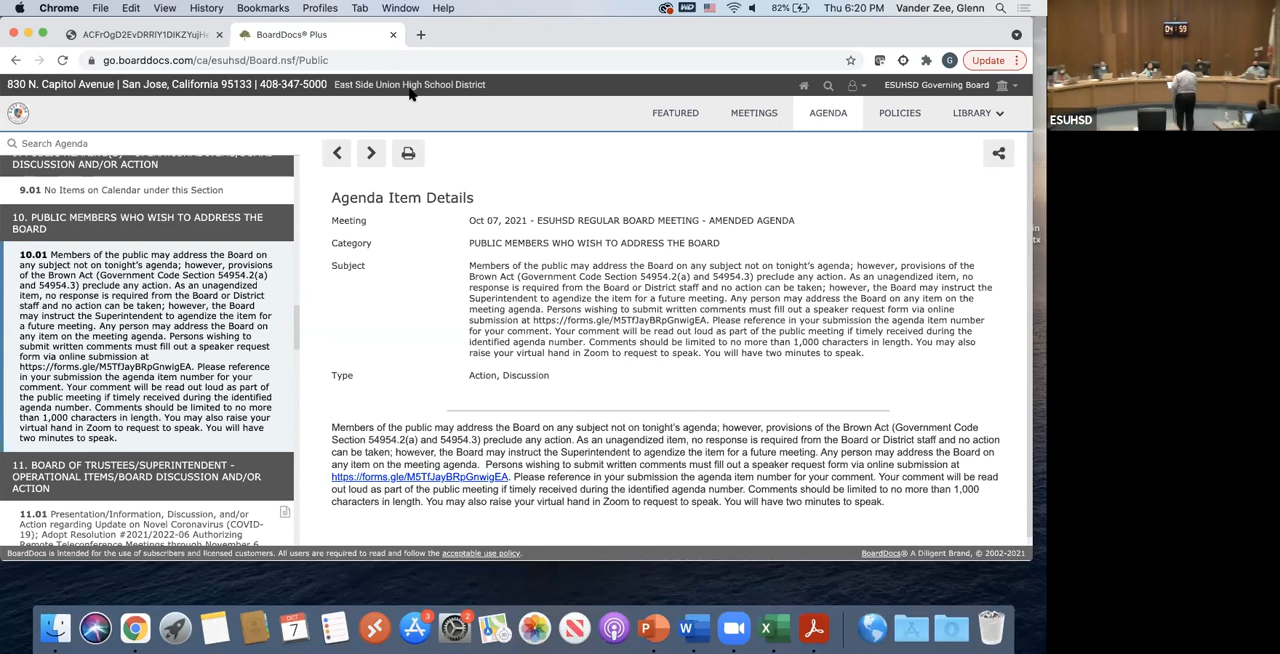 Chrome File Edit View History Bookmarks Profiles Tab Window Help 82% Thu 6:20 PM Vander Zee, Glenn
ACFrOgD2EvDRRlY1DIKZYujHe BoardDocs® Plus
go.boarddocs.com/ca/esuhsd/Board.nsf/Public Update
830 N. Capitol Avenue | San Jose, California 95133 | 408-347-5000 East Side Union High School District ESUHSD Governing Board
FEATURED MEETINGS AGENDA POLICIES LIBRARY
Search Agenda
DISCUSSION AND/OR ACTION
9.01 No Items on Calendar under this Section
10. PUBLIC MEMBERS WHO WISH TO ADDRESS THE
BOARD
10.01 Members of the public may address the Board on
any subject not on tonight's agenda; however, provisions
of the Brown Act (Government Code Section 54954.2(a)
and 54954.3) preclude any action. As an unagendized
item, no response is required from the Board or District
staff and no action can be taken; however, the Board
may instruct the Superintendent to agendize the item for
a future meeting. Any person may address the Board on
any item on the meeting agenda. Persons wishing to
submit written comments must fill out a speaker request
form via online submission at
https://forms.gle/M5TfJayBRpGnwigEA. Please reference
in your submission the agenda item number for your
comment. Your comment will be read out loud as part of
the public meeting if timely received during the identified
agenda number. Comments should be limited to no more
than 1,000 characters in length. You may also raise your
virtual hand in Zoom to request to speak. You will have
two minutes to speak.
11. BOARD OF TRUSTEES/SUPERINTENDENT -
OPERATIONAL ITEMS/BOARD DISCUSSION AND/OR
ACTION
11.01 Presentation/Information, Discussion, and/or
Action regarding Update on Novel Coronavirus (COVID-
19); Adopt Resolution #2021/2022-06 Authorizing
Remote Teleconference Meetings through November 6
Agenda Item Details
Meeting Oct 07, 2021 - ESUHSD REGULAR BOARD MEETING - AMENDED AGENDA
Category PUBLIC MEMBERS WHO WISH TO ADDRESS THE BOARD
Subject Members of the public may address the Board on any subject not on tonight's agenda; however, provisions of the
Brown Act (Government Code Section 54954.2(a) and 54954.3) preclude any action. As an unagendized item, no
response is required from the Board or District staff and no action can be taken; however, the Board may instruct the
Superintendent to agendize the item for a future meeting. Any person may address the Board on any item on the
meeting agenda. Persons wishing to submit written comments must fill out a speaker request form via online
submission at https://forms.gle/M5TfJayBRpGnwigEA. Please reference in your submission the agenda item number
for your comment. Your comment will be read out loud as part of the public meeting if timely received during the
identified agenda number. Comments should be limited to no more than 1,000 characters in length. You may also
raise your virtual hand in Zoom to request to speak. You will have two minutes to speak.
Type Action, Discussion
Members of the public may address the Board on any subject not on tonight's agenda; however, provisions of the Brown Act (Government Code
Section 54954.2(a) and 54954.3) preclude any action. As an unagendized item, no response is required from the Board or District staff and no action
can be taken; however, the Board may instruct the Superintendent to agendize the item for a future meeting. Any person may address the Board on
any item on the meeting agenda. Persons wishing to submit written comments must fill out a speaker request form via online submission at
https://forms.gle/M5TfJayBRpGnwigEA. Please reference in your submission the agenda item number for your comment. Your comment will be read
out loud as part of the public meeting if timely received during the identified agenda number. Comments should be limited to no more than 1,000
characters in length. You may also raise your virtual hand in Zoom to request to speak. You will have two minutes to speak.
BoardDocs is intended for the use of subscribers and licensed customers. All users are required to read and follow the acceptable use policy. BoardDocs® A Diligent Brand, © 2002-2021
OCT
7
3
2
04:59
ESUHSD